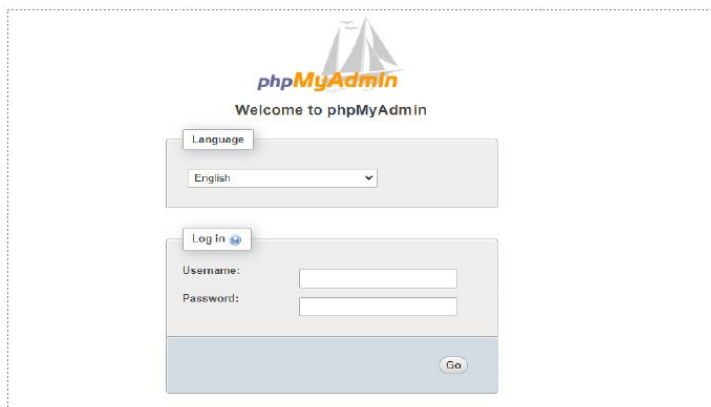 phpMyAdmin
Welcome to phpMyAdmin
Language
English
Log in
Username:
Password:
Go